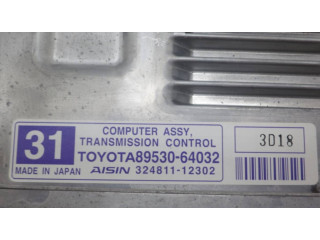 31
COMPUTER ASSY,
TRANSMISSION CONTROL
TOYOTA89530-64032
MADE IN JAPAN AISIN 324811-12302
3D18